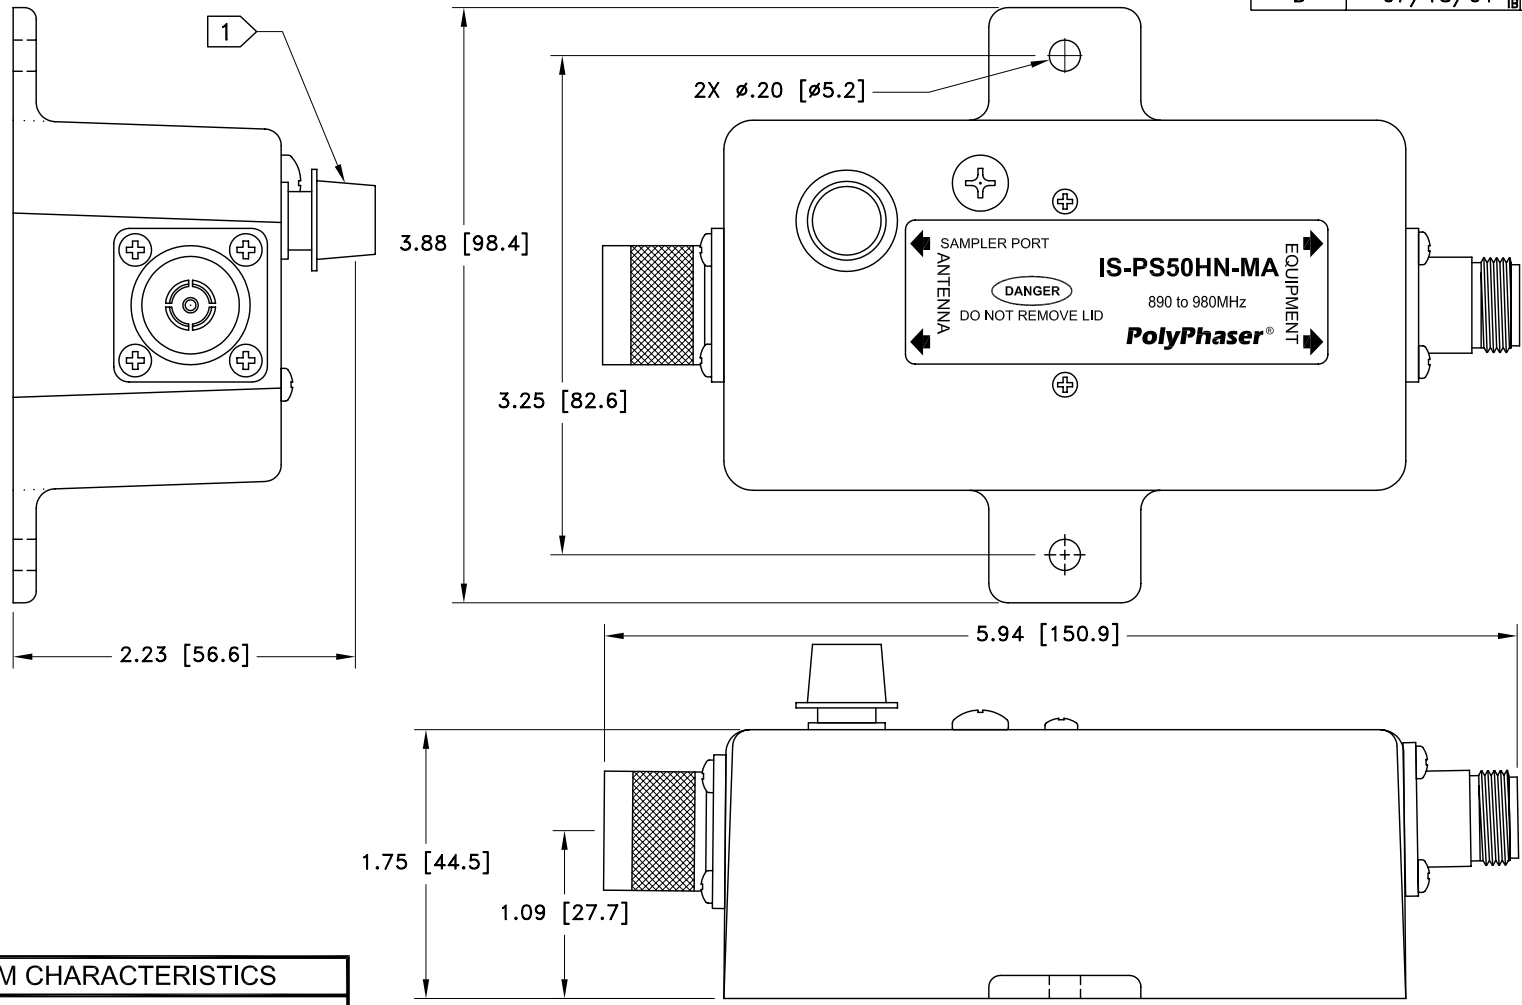 1
2X ø.20 [ø5.2]
3.88 [98.4]
SAMPLER PORT
ANTENNA
DANGER
DO NOT REMOVE LID
IS-PS50HN-MA
890 to 980MHz
PolyPhaser®
EQUIPMENT
3.25 [82.6]
2.23 [56.6]
5.94 [150.9]
1.75 [44.5]
1.09 [27.7]
M CHARACTERISTICS